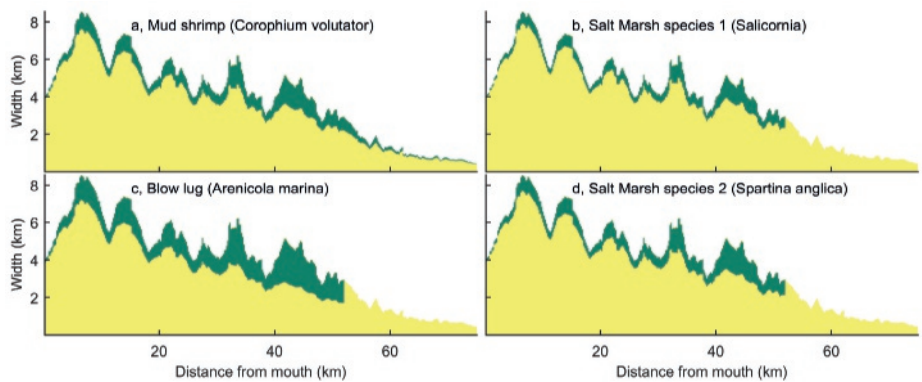 a, Mud shrimp (Corophium volutator)
b, Salt Marsh species 1 (Salicornia)
8
6
4
2
Width (km)
c, Blow lug (Arenicola marina)
d, Salt Marsh species 2 (Spartina anglica)
8
6
4
2
Width (km)
20
40
60
20
40
60
Distance from mouth (km)
Distance from mouth (km)